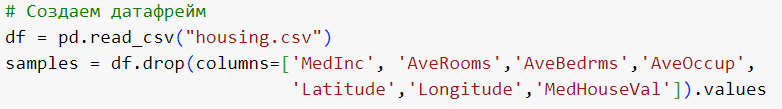 # Создаем датафрейм
df = pd.read_csv("housing.csv")
samples = df.drop(columns=['MedInc', 'AveRooms','AveBedrms','AveOccup',
'Latitude','Longitude','MedHouseVal']).values